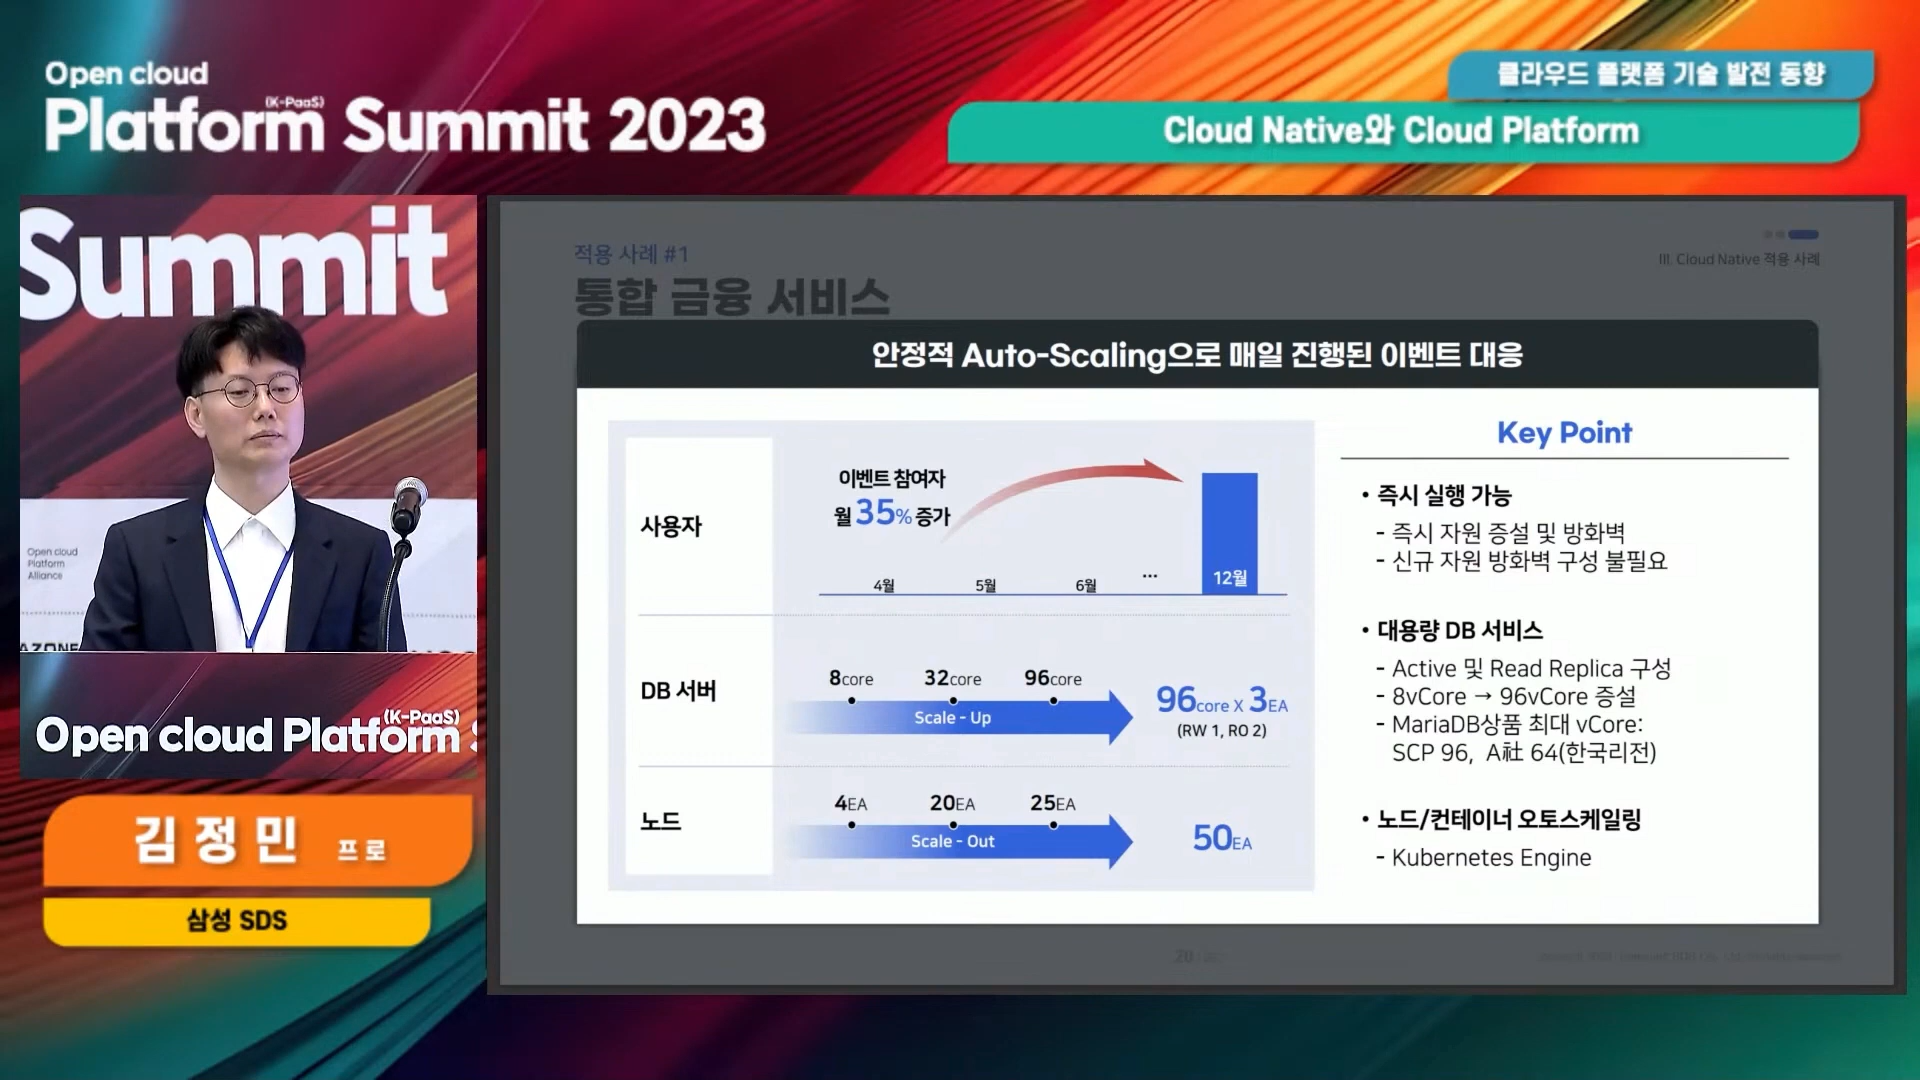 Open cloud
(K-PaaS)
Platform Summit 2023
클라우드 플랫폼 기술 발전 동향
Cloud Native와 Cloud Platform
Summit
Open cloud
Platform
Alliance
(K-PaaS)
Open cloud Platform
김정민 프로
삼성 SDS
적용 사례 #1
통합 금융 서비스
III. Cloud Native 적용 사례
안정적 Auto-Scaling으로 매일 진행된 이벤트 대응
사용자
이벤트 참여자
월 35% 증가
4월 5월 6월 ... 12월
DB 서버
8core 32core 96core
Scale - Up
96core X 3EA
(RW 1, RO 2)
노드
4EA 20EA 25EA
Scale - Out
50EA
Key Point
• 즉시 실행 가능
- 즉시 자원 증설 및 방화벽
- 신규 자원 방화벽 구성 불필요
• 대용량 DB 서비스
- Active 및 Read Replica 구성
- 8vCore → 96vCore 증설
- MariaDB상품 최대 vCore:
SCP 96, A社 64(한국리전)
• 노드/컨테이너 오토스케일링
- Kubernetes Engine
20